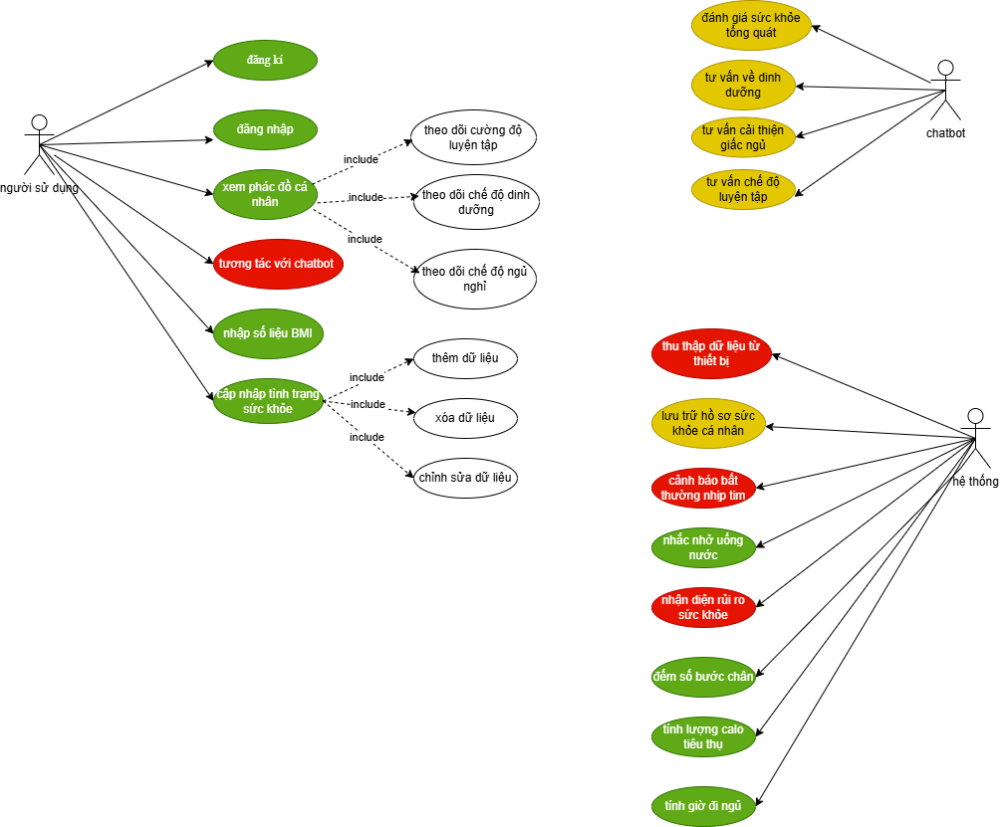 đăng kí
đăng nhập
người sử dụng
xem phác đồ cá
nhân
tương tác với chatbot
nhập số liệu BMI
cập nhập tình trạng
sức khỏe
include
include
include
theo dõi cường độ
luyện tập
theo dõi chế độ dinh
dưỡng
theo dõi chế độ ngủ
nghỉ
include
include
include
thêm dữ liệu
xóa dữ liệu
chỉnh sửa dữ liệu
đánh giá sức khỏe
tổng quát
tư vấn về dinh
dưỡng
tư vấn cải thiện
giấc ngủ
tư vấn chế độ
luyện tập
chatbot
thu thập dữ liệu từ
thiết bị
lưu trữ hồ sơ sức
khỏe cá nhân
cảnh báo bất
thường nhịp tim
nhắc nhở uống
nước
nhận diện rủi ro
sức khỏe
đếm số bước chân
tính lượng calo
tiêu thụ
tính giờ đi ngủ
hệ thống